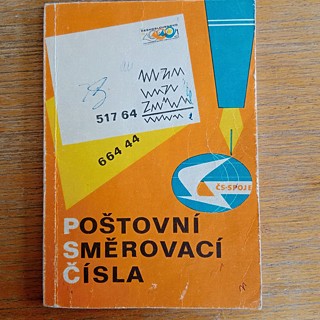 517 64
664 44
ČS-SPOJE
POŠTOVNÍ
SMĚROVACÍ
ČÍSLA